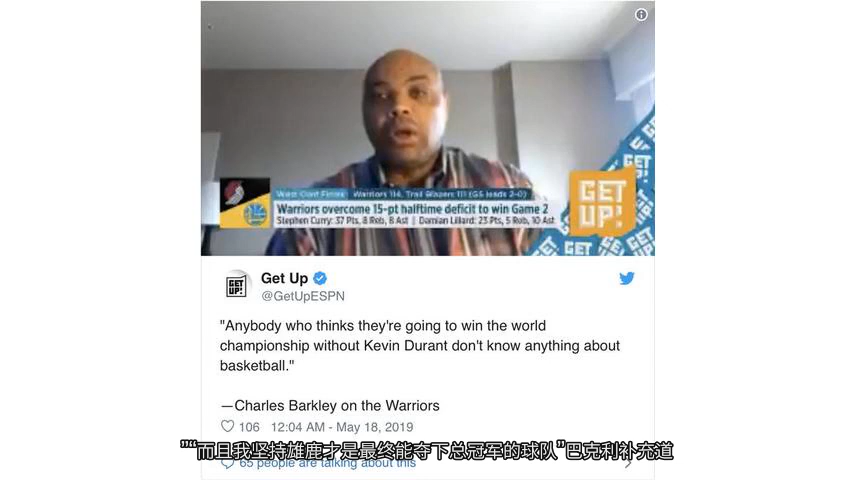 West Conf Finals Warriors 114, Trail Blazers 111 (GS leads 2-0)
Warriors overcome 15-pt halftime deficit to win Game 2
Stephen Curry: 37 Pts, 8 Reb, 8 Ast | Damian Lillard: 23 Pts, 5 Reb, 10 Ast
GET
UP!
Get Up
@GetUpESPN
"Anybody who thinks they're going to win the world
championship without Kevin Durant don't know anything about
basketball."
—Charles Barkley on the Warriors
106 12:04 AM - May 18, 2019
”“而且我坚持雄鹿才是最终能夺下总冠军的球队”巴克利补充道
65 people are talking about this